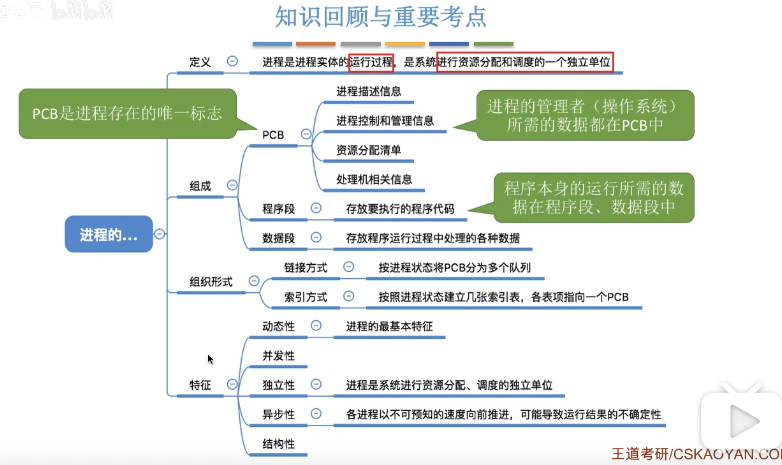 知识回顾与重要考点
定义
进程是进程实体的运行过程，是系统进行资源分配和调度的一个独立单位
PCB是进程存在的唯一标志
PCB
进程描述信息
进程控制和管理信息
资源分配清单
处理机相关信息
进程的管理者（操作系统）
所需的数据都在PCB中
组成
程序段
存放要执行的程序代码
程序本身的运行所需的数
据在程序段、数据段中
数据段
存放程序运行过程中处理的各种数据
进程的...
组织形式
链接方式
按进程状态将PCB分为多个队列
索引方式
按照进程状态建立几张索引表，各表项指向一个PCB
特征
动态性
进程的最基本特征
并发性
独立性
进程是系统进行资源分配、调度的独立单位
异步性
各进程以不可预知的速度向前推进，可能导致运行结果的不确定性
结构性
王道考研/CSKAOYAN.COM